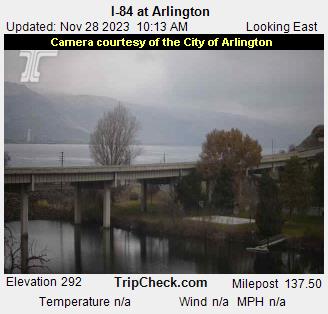 I-84 at Arlington
Updated: Nov 28 2023 10:13 AM Looking East
Camera courtesy of the City of Arlington
Elevation 292 TripCheck.com Milepost 137.50
Temperature n/a Wind n/a MPH n/a